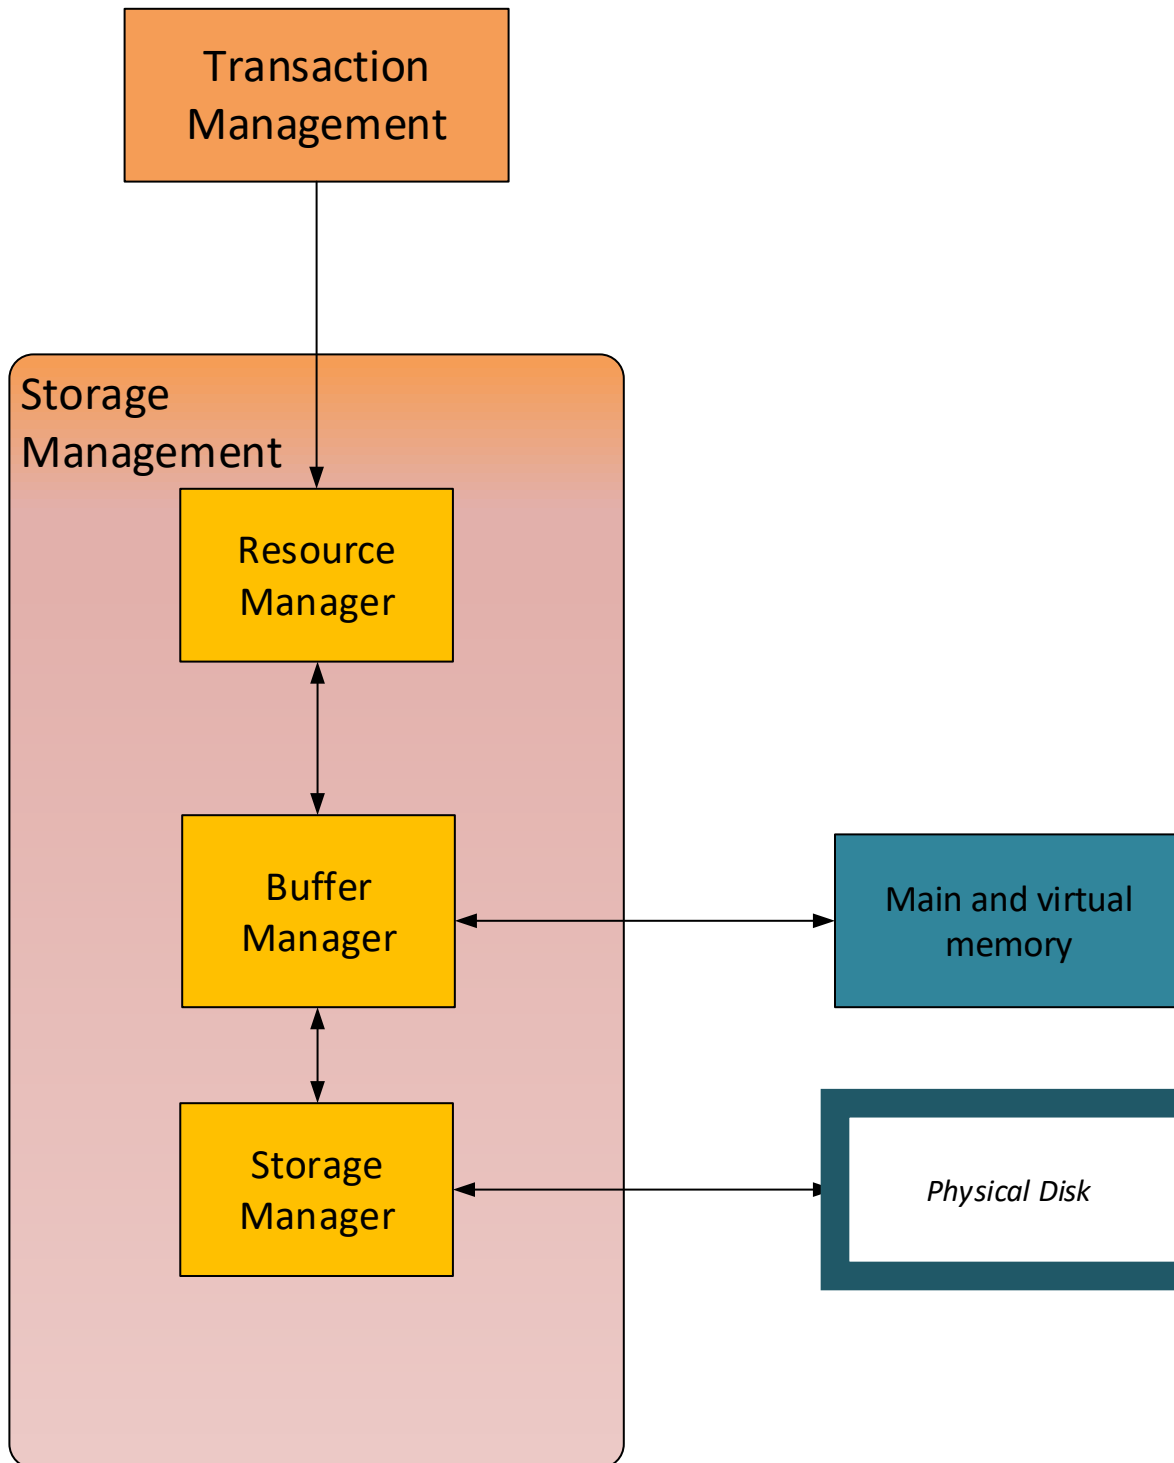 Transaction
Management
Storage
Management
Resource
Manager
Buffer
Manager
Main and virtual
memory
Storage
Manager
Physical Disk